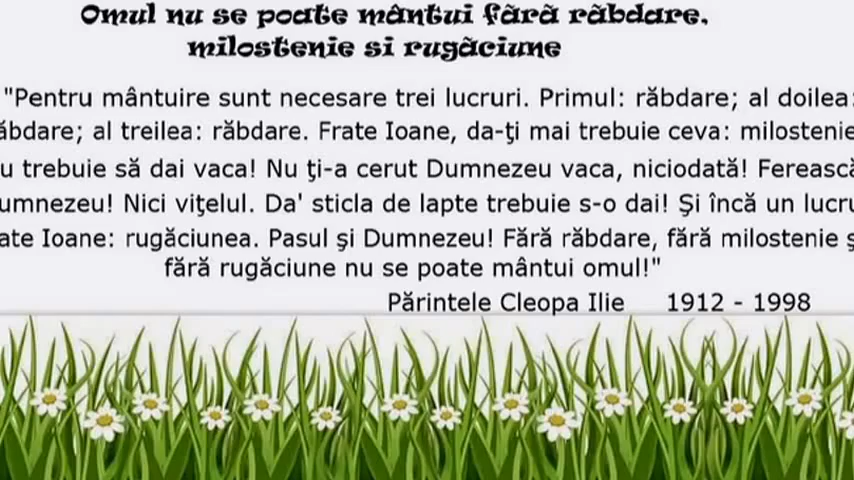 Omul nu se poate mântui fără răbdare,
milostenie si rugăciune
"Pentru mântuire sunt necesare trei lucruri. Primul: răbdare; al doilea:
ăbdare; al treilea: răbdare. Frate Ioane, da-ţi mai trebuie ceva: milostenie
u trebuie să dai vaca! Nu ţi-a cerut Dumnezeu vaca, niciodată! Ferească
umnezeu! Nici viţelul. Da' sticla de lapte trebuie s-o dai! Şi încă un lucru
ate Ioane: rugăciunea. Pasul şi Dumnezeu! Fără răbdare, fără milostenie ş
fără rugăciune nu se poate mântui omul!"
Părintele Cleopa Ilie 1912 - 1998